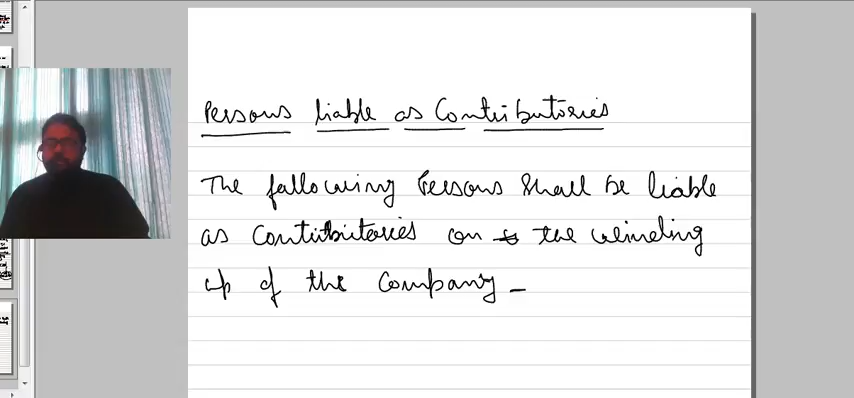 Persons liable as Contributories
The following Persons Shall be liable
as Contributories on the winding
up of the Company -